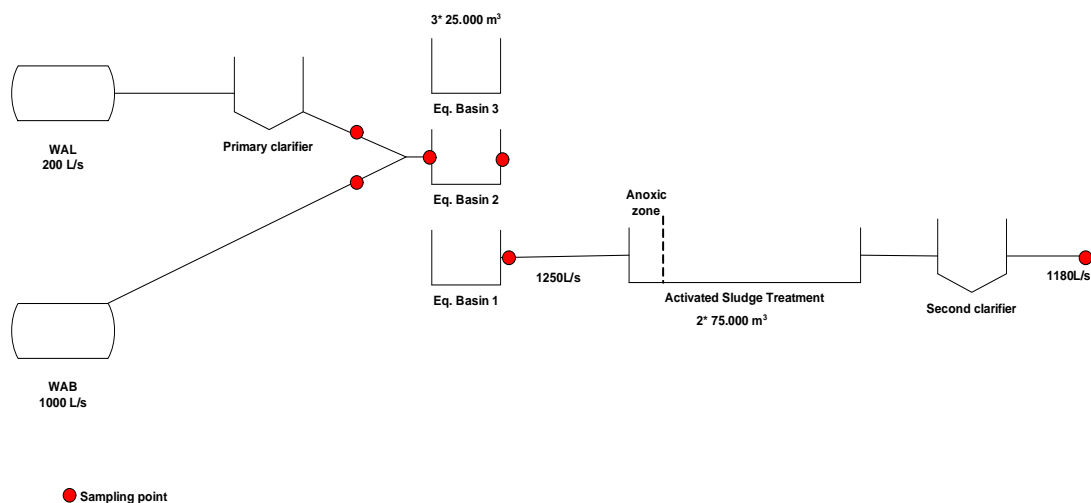 3* 25.000 m³
Eq. Basin 3
WAL
200 L/s
Primary clarifier
Eq. Basin 2
Anoxic
zone
Eq. Basin 1
1250L/s
Activated Sludge Treatment
2* 75.000 m³
Second clarifier
1180L/s
WAB
1000 L/s
Sampling point